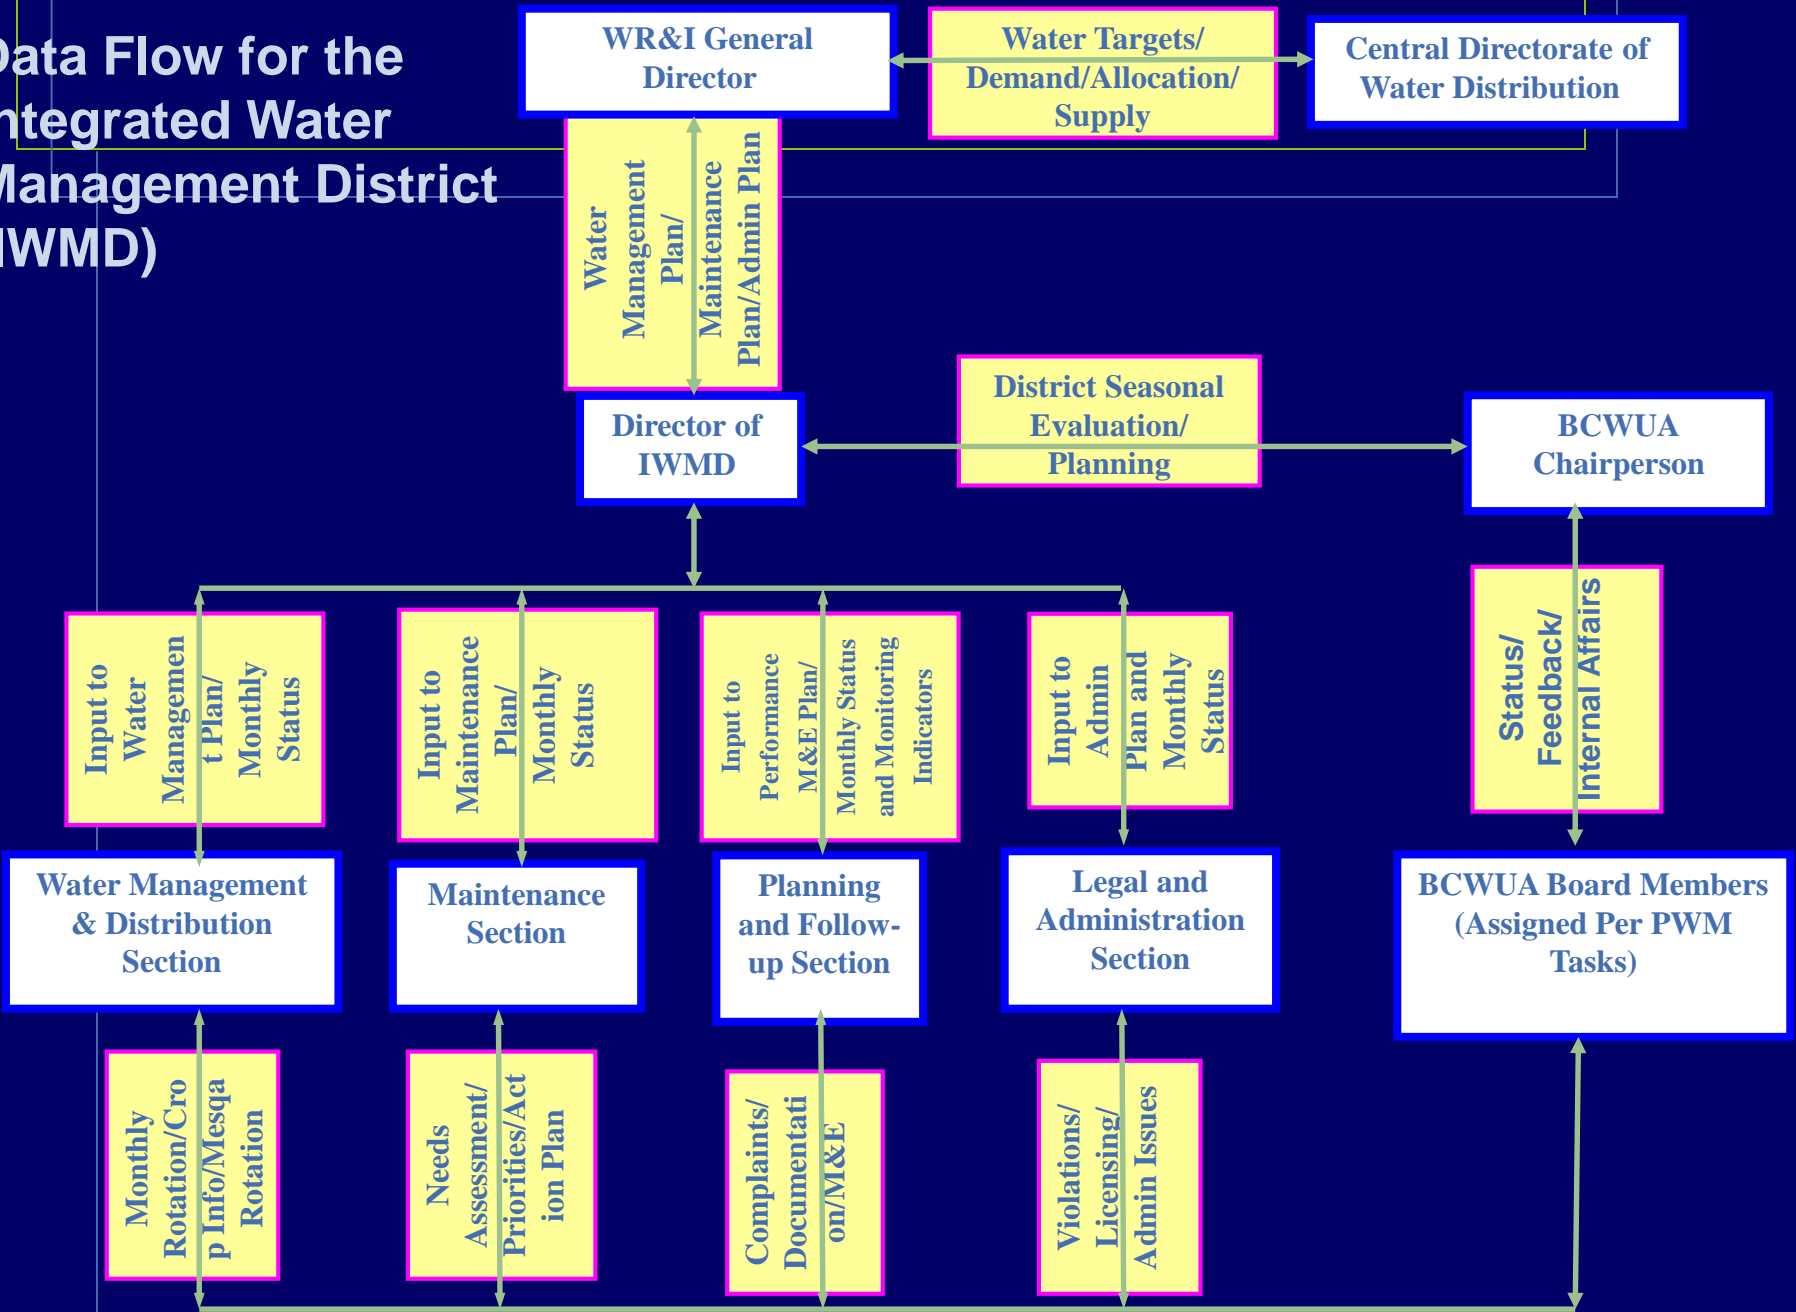 Data Flow for the
ntegrated Water
Management District
IWMD)
WR&I General
Director
Water Targets/
Demand/Allocation/
Supply
Central Directorate of
Water Distribution
Water
Management
Plan/
Maintenance
Plan/Admin Plan
Director of
IWMD
District Seasonal
Evaluation/
Planning
BCWUA
Chairperson
Input to
Water
Managemen
t Plan/
Monthly
Status
Input to
Maintenance
Plan/
Monthly
Status
Input to
Performance
M&E Plan/
Monthly Status
and Monitoring
Indicators
Input to
Admin
Plan and
Monthly
Status
Status/
Feedback/
Internal Affairs
Water Management
& Distribution
Section
Maintenance
Section
Planning
and Follow-
up Section
Legal and
Administration
Section
BCWUA Board Members
(Assigned Per PWM
Tasks)
Monthly
Rotation/Cro
p Info/Mesqa
Rotation
Needs
Assessment/
Priorities/Act
ion Plan
Complaints/
Documentati
on/M&E
Violations/
Licensing/
Admin Issues